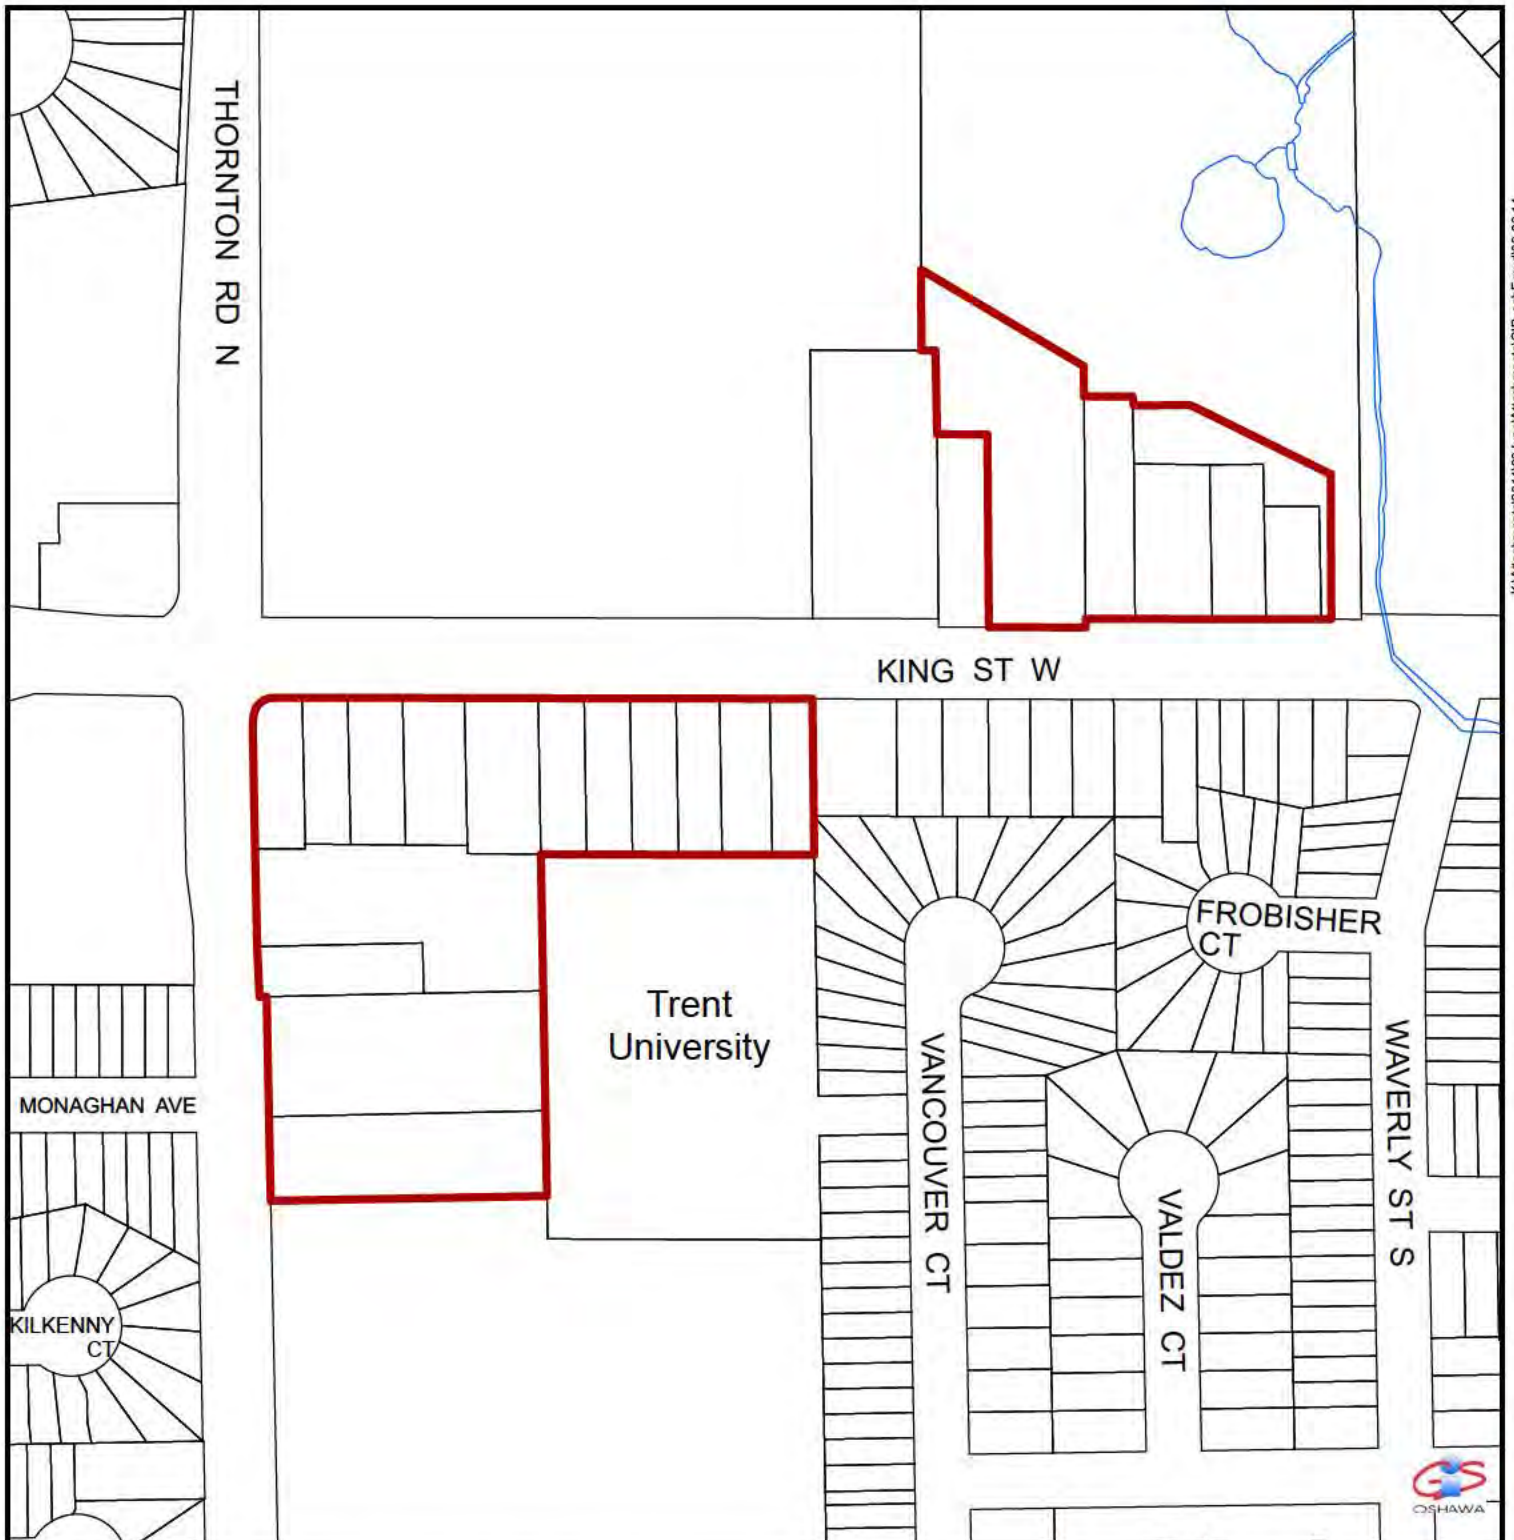 THORNTON RD N
KING ST W
FROBISHER
CT
Trent
University
VANCOUVER CT
WAVERLY ST S
MONAGHAN AVE
VALDEZ CT
KILKENNY
CT
GIS
OSHAWA